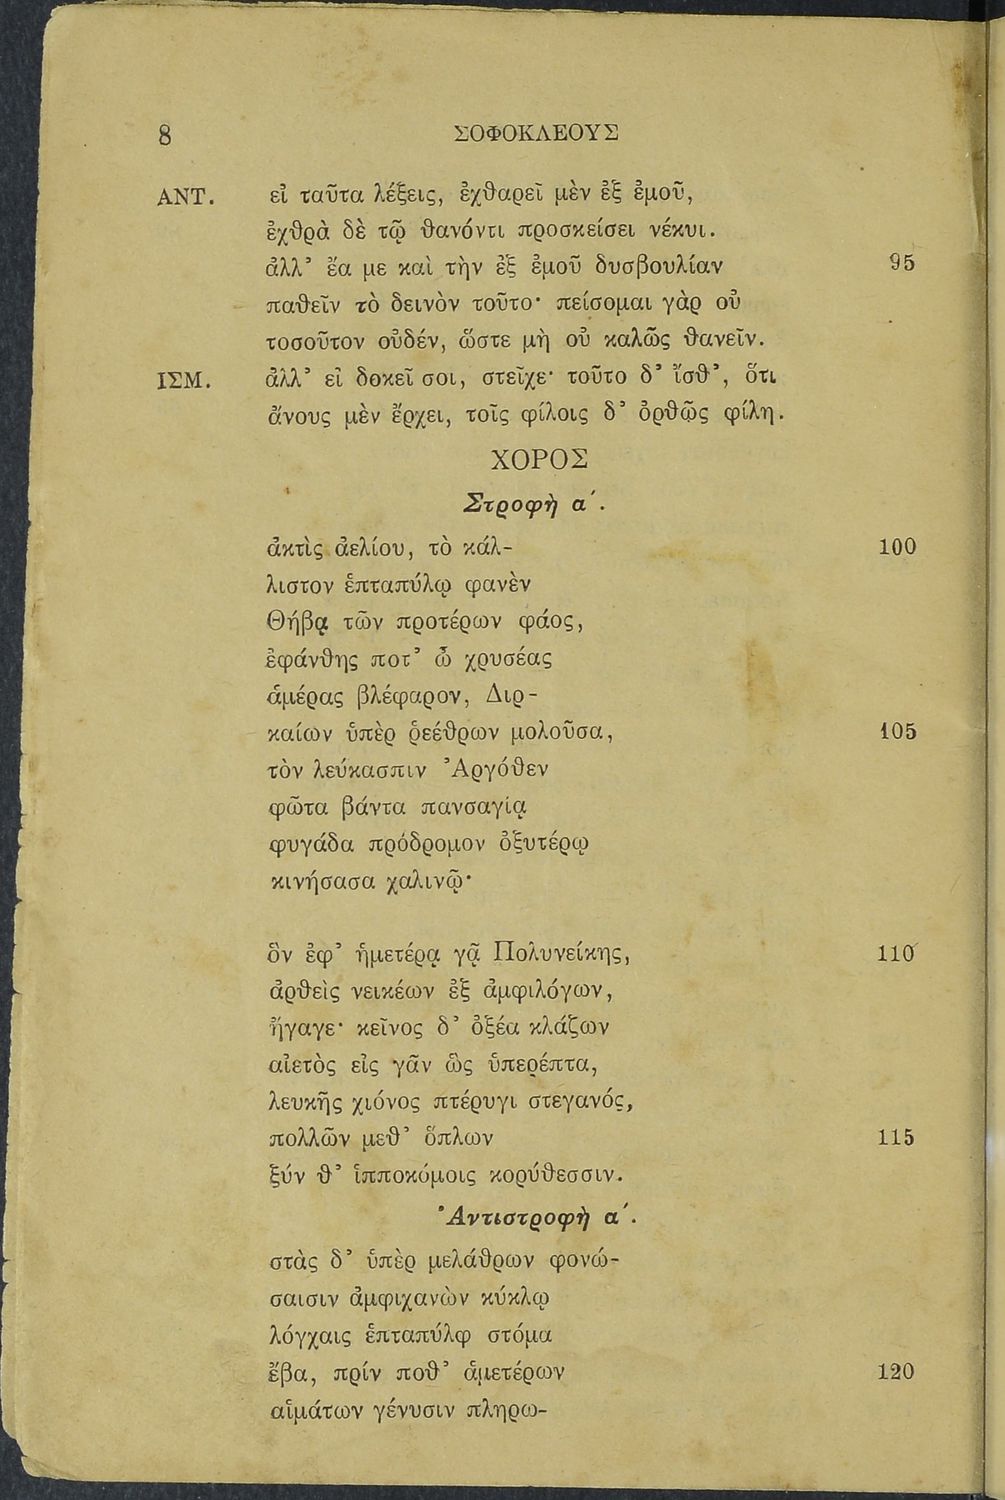 8 ΣΟΦΟΚΛΕΟΥΣ
ΑΝΤ. εἰ ταῦτα λέξεις, ἐχθαρεῖ μὲν ἐξ ἐμοῦ,
ἐχθρὰ δὲ τῷ θανόντι προσκείσει νέκυι.
ἀλλ’ ἔα με καὶ τὴν ἐξ ἐμοῦ δυσβουλίαν 95
παθεῖν τὸ δεινὸν τοῦτο· πείσομαι γὰρ οὐ
τοσοῦτον οὐδέν, ὥστε μὴ οὐ καλῶς θανεῖν.
ΙΣΜ. ἀλλ’ εἰ δοκεῖ σοι, στεῖχε· τοῦτο δ’ ἴσθ’, ὅτι
ἄνους μὲν ἔρχει, τοῖς φίλοις δ’ ὀρθῶς φίλη.
ΧΟΡΟΣ
Στροφὴ α΄.
ἀκτὶς ἀελίου, τὸ κάλ- 100
λιστον ἑπταπύλῳ φανὲν
Θήβᾳ τῶν προτέρων φάος,
ἐφάνθης ποτ’ ὦ χρυσέας
ἁμέρας βλέφαρον, Διρ-
καίων ὑπὲρ ῥεέθρων μολοῦσα, 105
τὸν λεύκασπιν Ἀργόθεν
φῶτα βάντα πανσαγίᾳ
φυγάδα πρόδρομον ὀξυτέρῳ
κινήσασα χαλινῷ·
ὃν ἐφ’ ἡμετέρᾳ γᾷ Πολυνείκης, 110
ἀρθεὶς νεικέων ἐξ ἀμφιλόγων,
ἤγαγε· κεῖνος δ’ ὀξέα κλάζων
αἰετὸς εἰς γᾶν ὣς ὑπερέπτα,
λευκῆς χιόνος πτέρυγι στεγανός,
πολλῶν μεθ’ ὅπλων 115
ξύν θ’ ἱπποκόμοις κορύθεσσιν.
Ἀντιστροφὴ α΄.
στὰς δ’ ὑπὲρ μελάθρων φονώ-
σαισιν ἀμφιχανὼν κύκλῳ
λόγχαις ἑπταπύλῳ στόμα
ἔβα, πρίν ποθ’ ἁμετέρων 120
αἱμάτων γένυσιν πληρω-